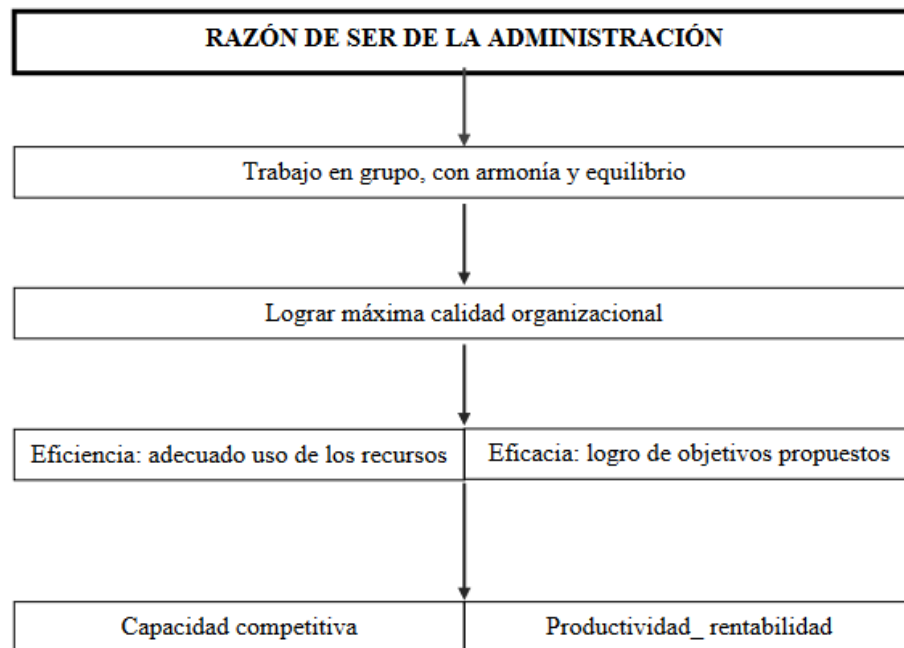 RAZÓN DE SER DE LA ADMINISTRACIÓN
Trabajo en grupo, con armonía y equilibrio
Lograr máxima calidad organizacional
Eficiencia: adecuado uso de los recursos
Eficacia: logro de objetivos propuestos
Capacidad competitiva
Productividad_ rentabilidad